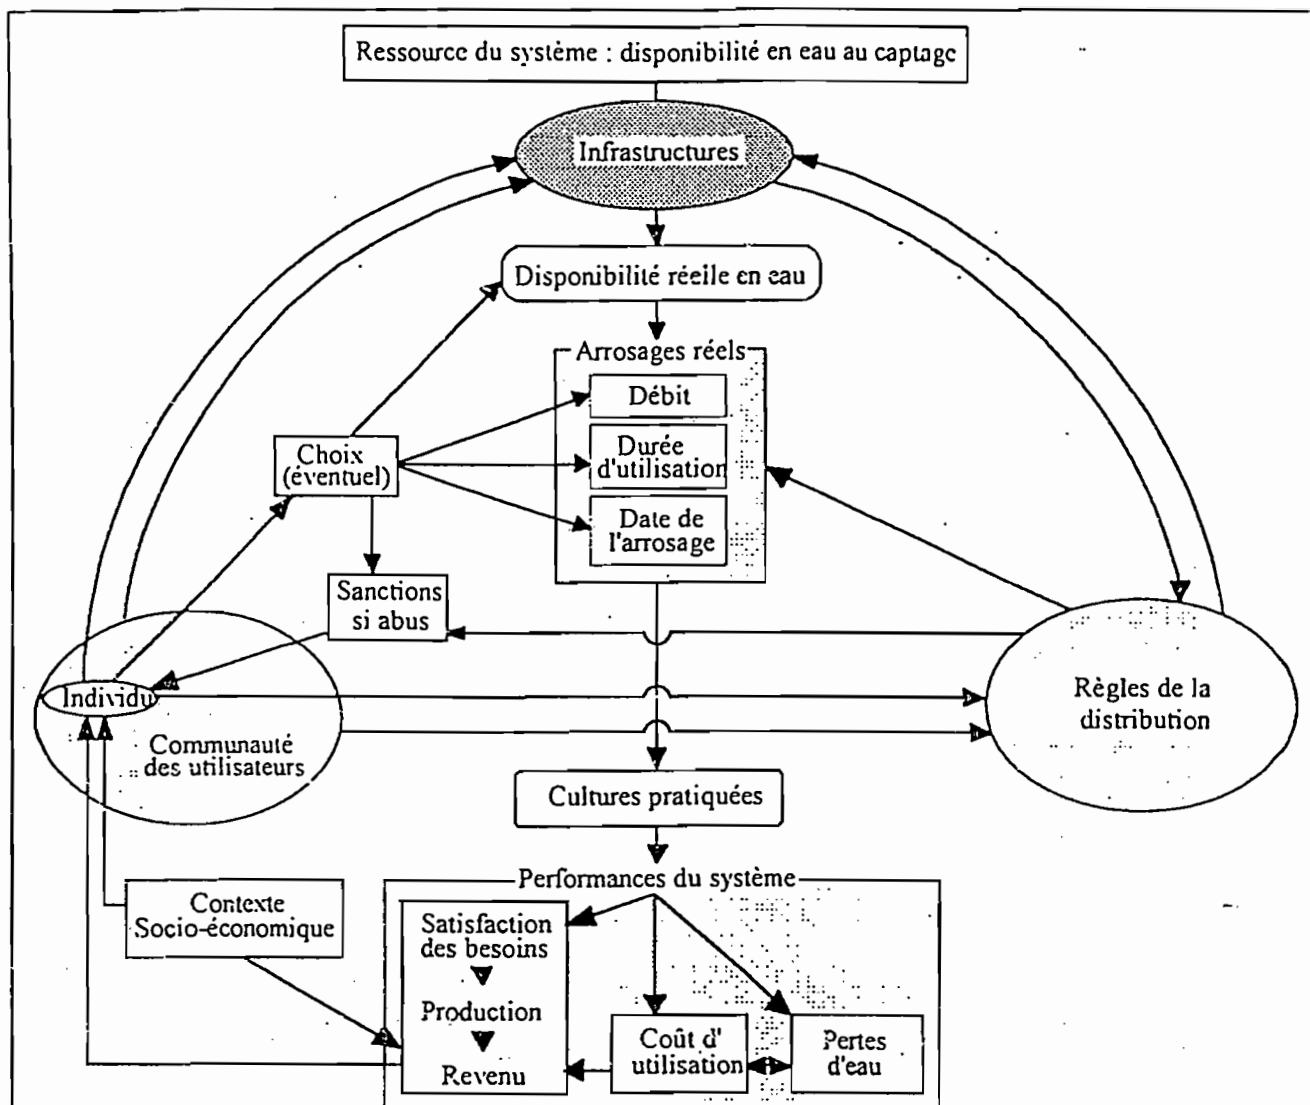 Ressource du système : disponibilité en eau au captage
Infrastructures
Disponibilité réelle en eau
Arrosages réels
Débit
Durée
d'utilisation
Date de
l'arrosage
Choix
(éventuel)
Sanctions
si abus
Individu
Communauté
des utilisateurs
Règles de la
distribution
Cultures pratiquées
Performances du système
Contexte
Socio-économique
Satisfaction
des besoins
Production
Revenu
Coût d'
utilisation
Pertes
d'eau